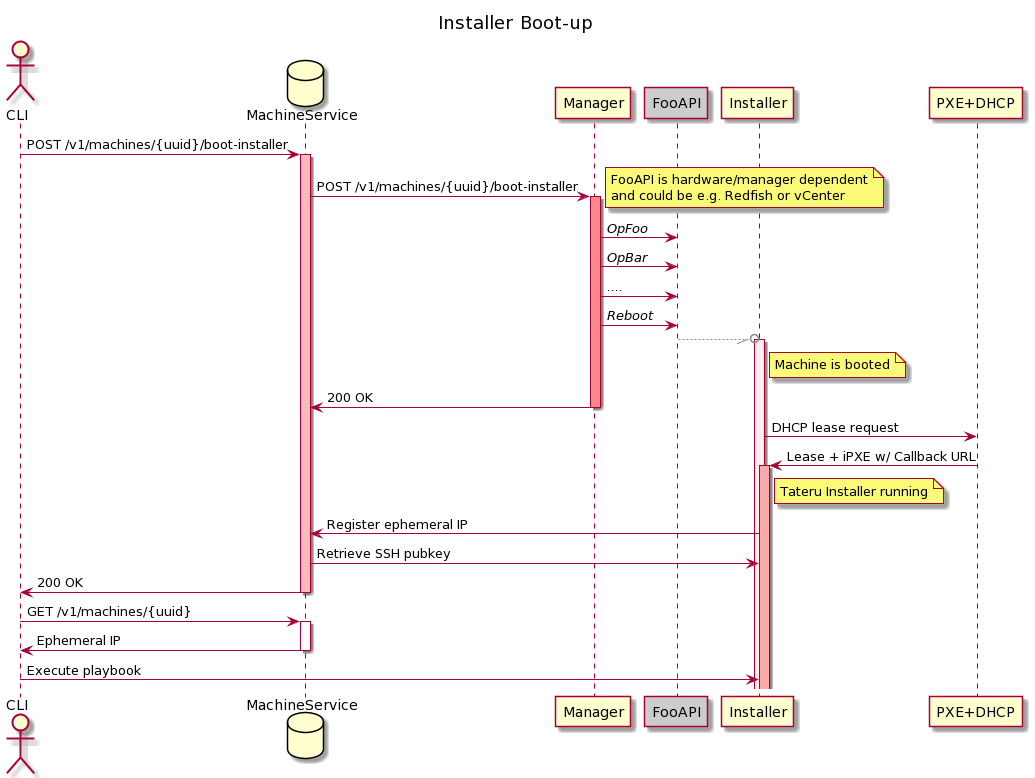 Installer Boot-up
CLI
MachineService
Manager
FooAPI
Installer
PXE+DHCP
POST /v1/machines/{uuid}/boot-installer
POST /v1/machines/{uuid}/boot-installer
FooAPI is hardware/manager dependent
and could be e.g. Redfish or vCenter
OpFoo
OpBar
....
Reboot
Machine is booted
200 OK
DHCP lease request
Lease + iPXE w/ Callback URL
Tateru Installer running
Register ephemeral IP
Retrieve SSH pubkey
200 OK
GET /v1/machines/{uuid}
Ephemeral IP
Execute playbook
CLI
MachineService
Manager
FooAPI
Installer
PXE+DHCP